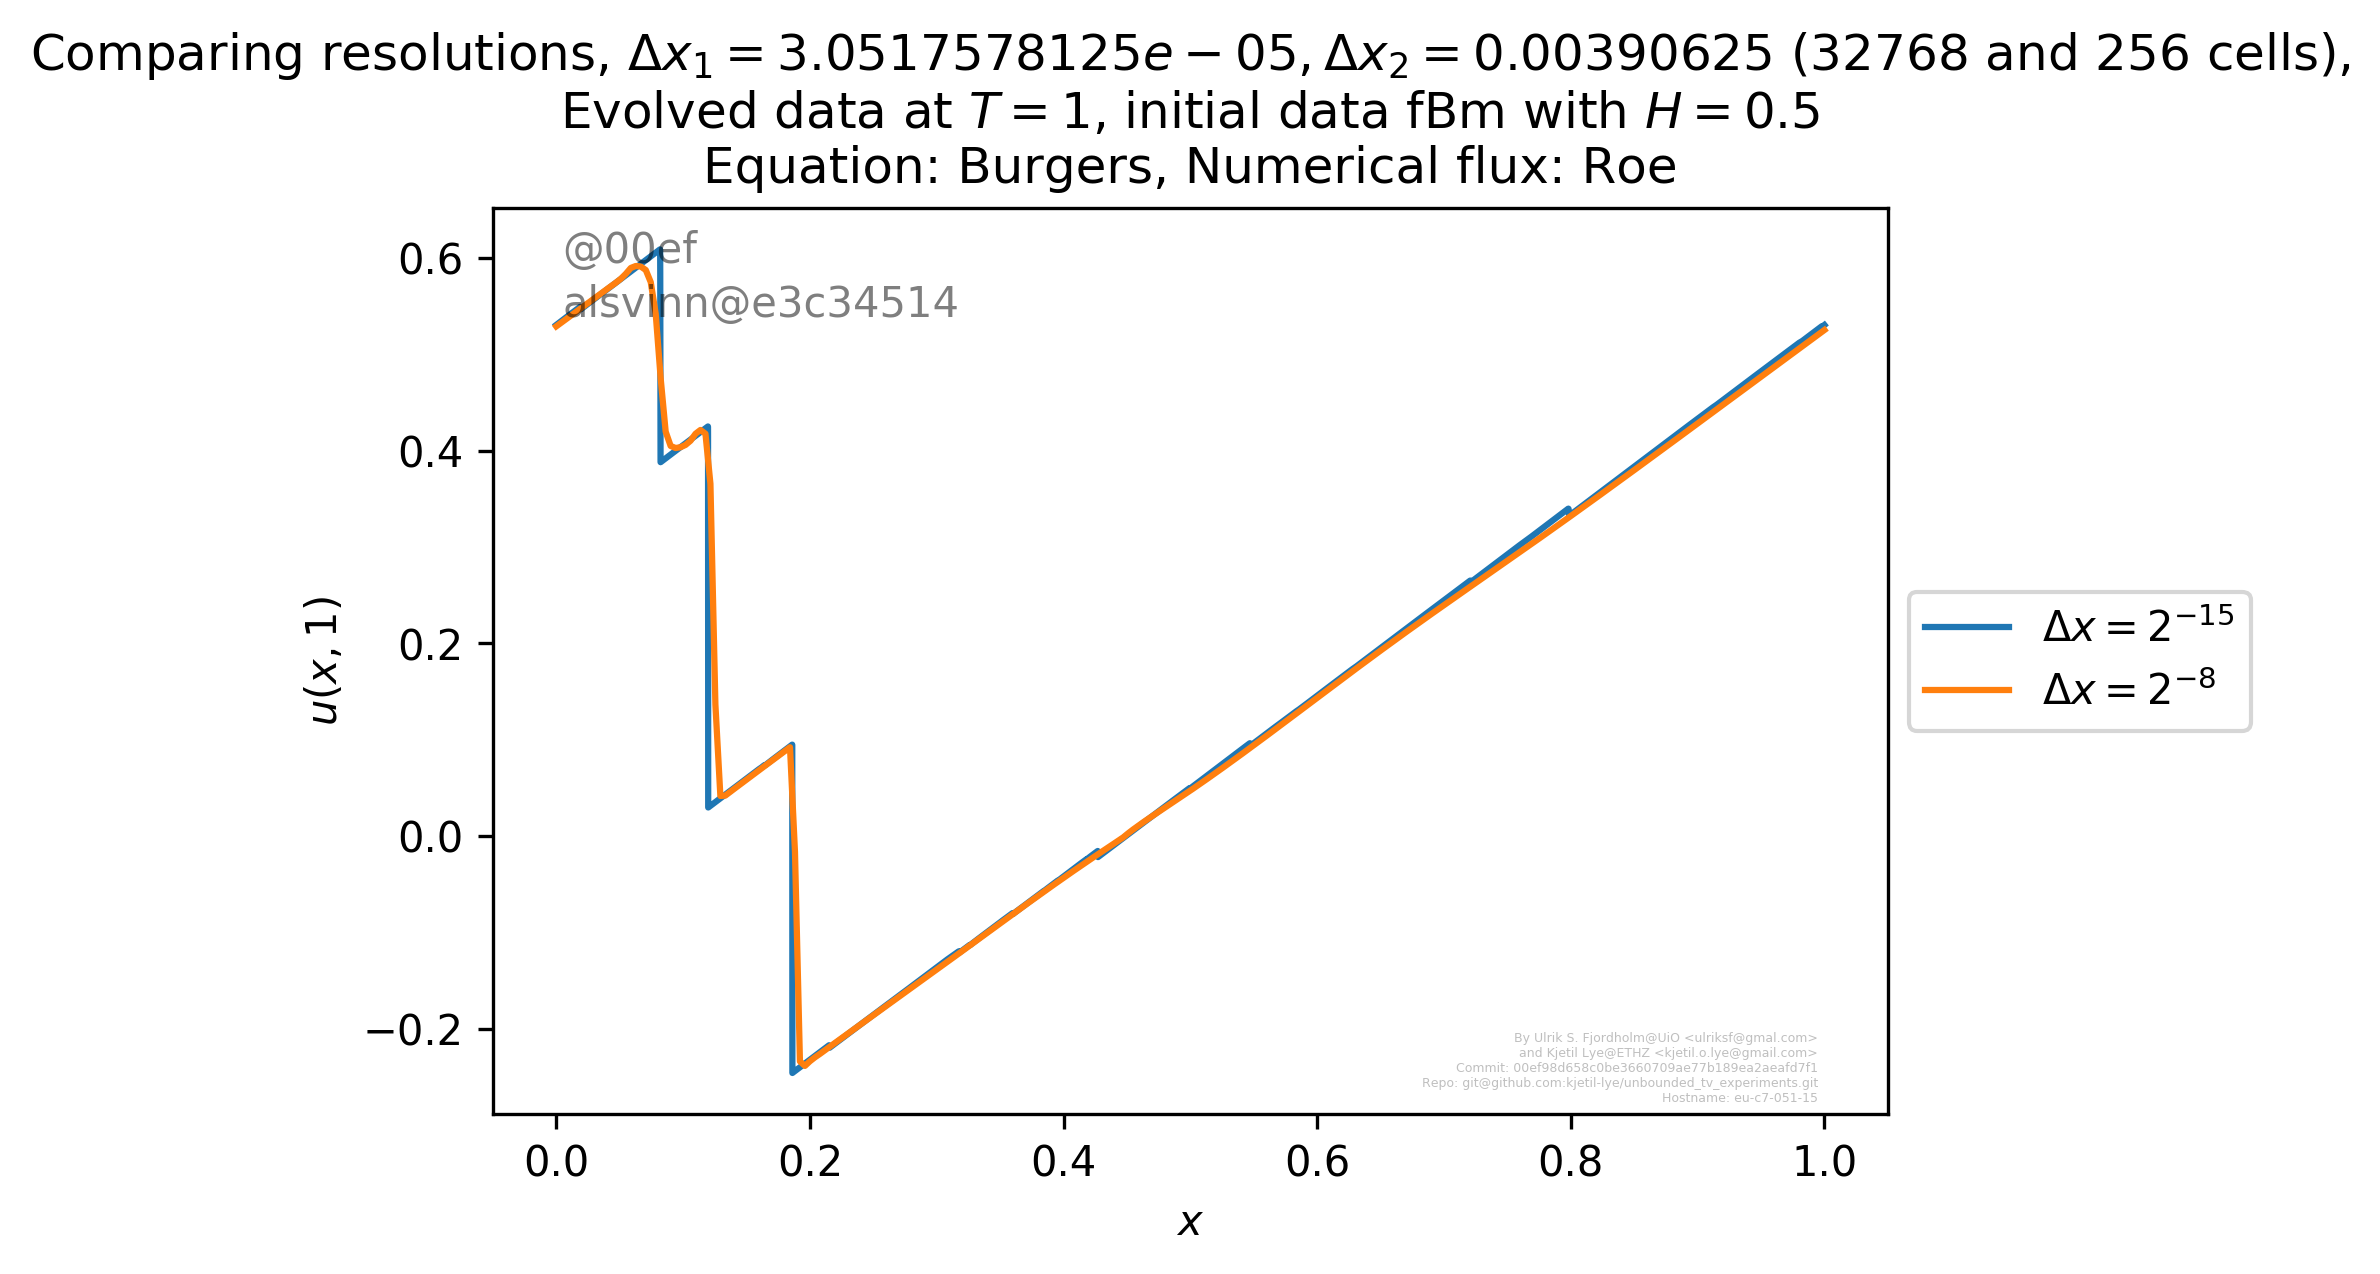 Comparing resolutions, Δx₁ = 3.0517578125e − 05, Δx₂ = 0.00390625 (32768 and 256 cells),
Evolved data at T = 1, initial data fBm with H = 0.5
Equation: Burgers, Numerical flux: Roe
@00ef
alsvinn@e3c34514
0.6
0.4
0.2
0.0
−0.2
u(x, 1)
Δx = 2⁻¹⁵
Δx = 2⁻⁸
By Ulrik S. Fjordholm@UiO <ulriksf@gmal.com>
and Kjetil Lye@ETHZ <kjetil.o.lye@gmail.com>
Commit: 00ef98d658c0be3660709ae77b189ea2aeafd7f1
Repo: git@github.com:kjetil-lye/unbounded_tv_experiments.git
Hostname: eu-c7-051-15
0.0 0.2 0.4 0.6 0.8 1.0
x